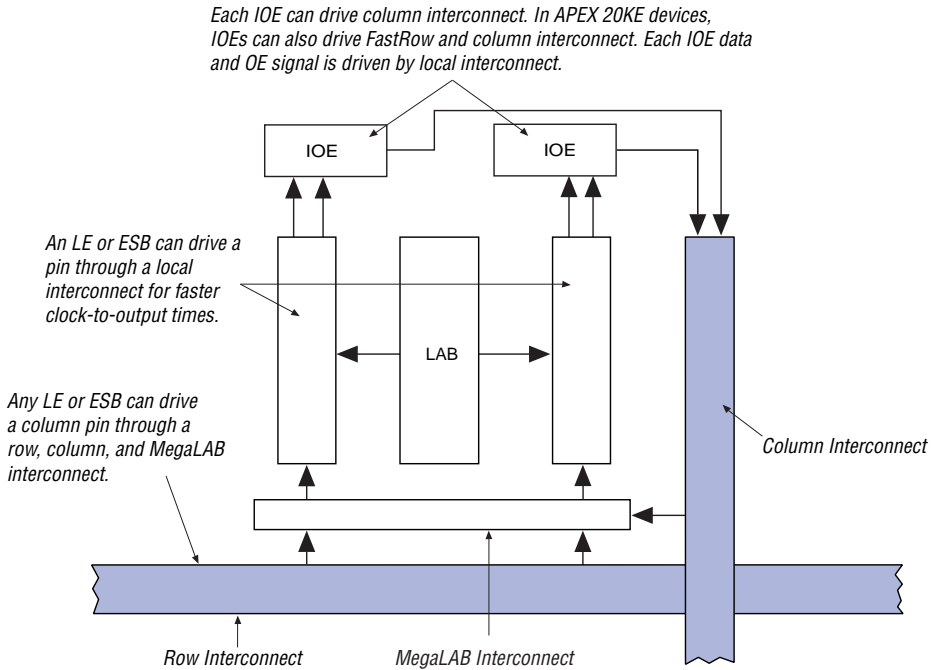 Each IOE can drive column interconnect. In APEX 20KE devices,
IOEs can also drive FastRow and column interconnect. Each IOE data
and OE signal is driven by local interconnect.
IOE
IOE
An LE or ESB can drive a
pin through a local
interconnect for faster
clock-to-output times.
LAB
Any LE or ESB can drive
a column pin through a
row, column, and MegaLAB
interconnect.
Column Interconnect
Row Interconnect
MegaLAB Interconnect